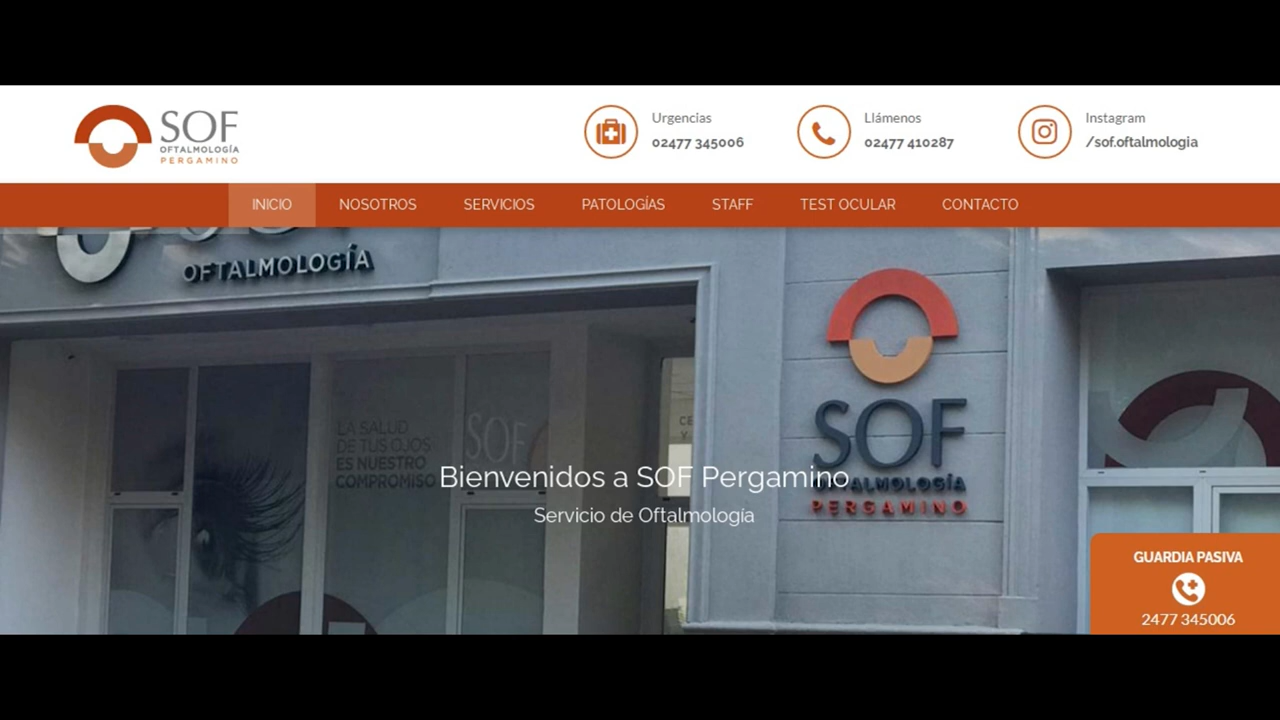 SOF
OFTALMOLOGÍA
PERGAMINO
Urgencias
02477 345006
Llámenos
02477 410287
Instagram
/sof.oftalmologia
INICIO
NOSOTROS
SERVICIOS
PATOLOGÍAS
STAFF
TEST OCULAR
CONTACTO
OFTALMOLOGÍA
LA SALUD
DE TUS OJOS
ES NUESTRO
COMPROMISO
SOF
SOF
OFTALMOLOGÍA
PERGAMINO
Bienvenidos a SOF Pergamino
Servicio de Oftalmología
GUARDIA PASIVA
2477 345006